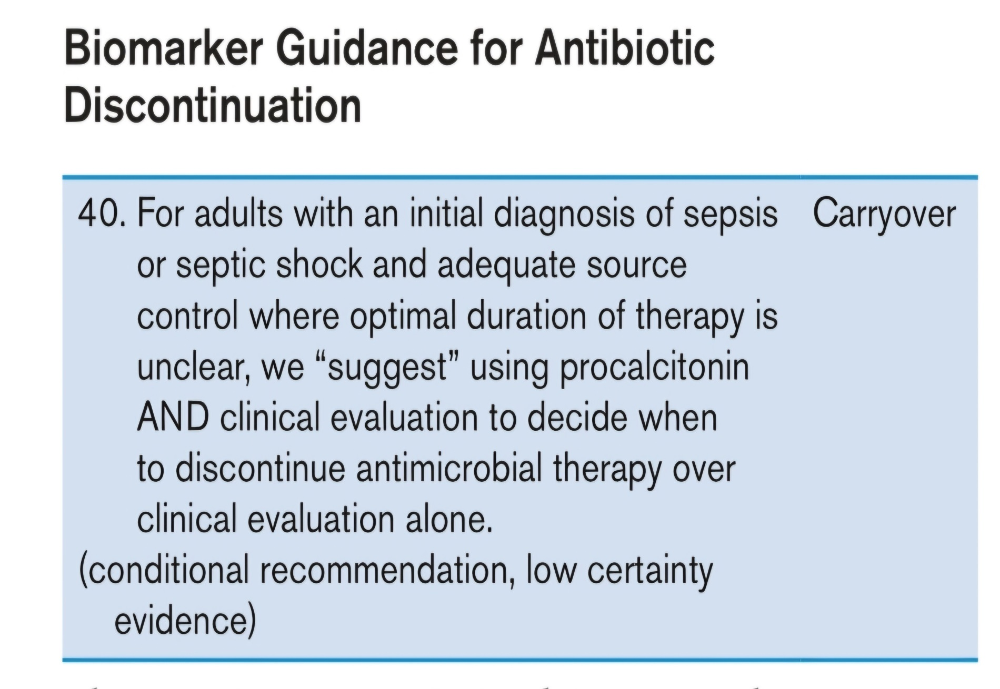 Biomarker Guidance for Antibiotic
Discontinuation
40. For adults with an initial diagnosis of sepsis Carryover
or septic shock and adequate source
control where optimal duration of therapy is
unclear, we “suggest” using procalcitonin
AND clinical evaluation to decide when
to discontinue antimicrobial therapy over
clinical evaluation alone.
(conditional recommendation, low certainty
evidence)